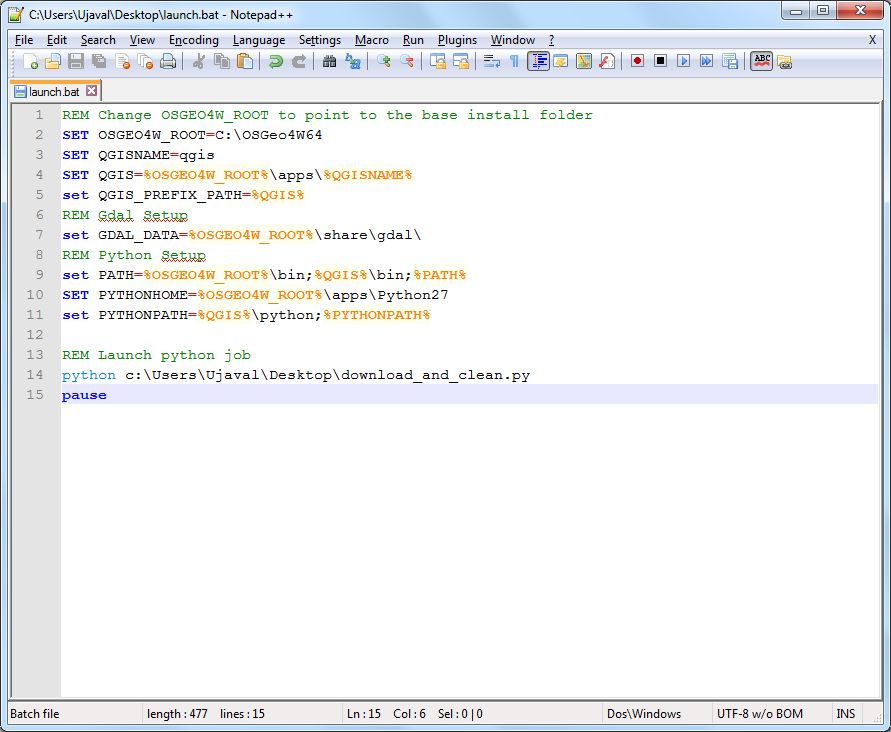 C:\Users\Ujaval\Desktop\launch.bat - Notepad++
File Edit Search View Encoding Language Settings Macro Run Plugins Window ? X
ABC
launch.bat
1 REM Change OSGEO4W_ROOT to point to the base install folder
2 SET OSGEO4W_ROOT=C:\OSGeo4W64
3 SET QGISNAME=qgis
4 SET QGIS=%OSGEO4W_ROOT%\apps\%QGISNAME%
5 set QGIS_PREFIX_PATH=%QGIS%
6 REM Gdal Setup
7 set GDAL_DATA=%OSGEO4W_ROOT%\share\gdal\
8 REM Python Setup
9 set PATH=%OSGEO4W_ROOT%\bin;%QGIS%\bin;%PATH%
10 SET PYTHONHOME=%OSGEO4W_ROOT%\apps\Python27
11 set PYTHONPATH=%QGIS%\python;%PYTHONPATH%
12
13 REM Launch python job
14 python c:\Users\Ujaval\Desktop\download_and_clean.py
15 pause
Batch file length : 477 lines : 15 Ln : 15 Col : 6 Sel : 0 | 0 Dos\Windows UTF-8 w/o BOM INS